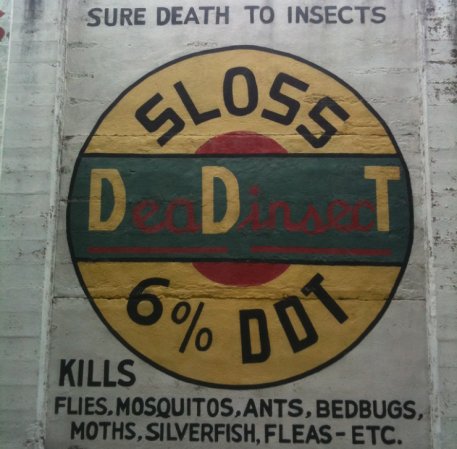 SURE DEATH TO INSECTS
SLOSS
DeaDinsecT
6% DDT
KILLS
FLIES, MOSQUITOS, ANTS, BEDBUGS,
MOTHS, SILVERFISH, FLEAS - ETC.